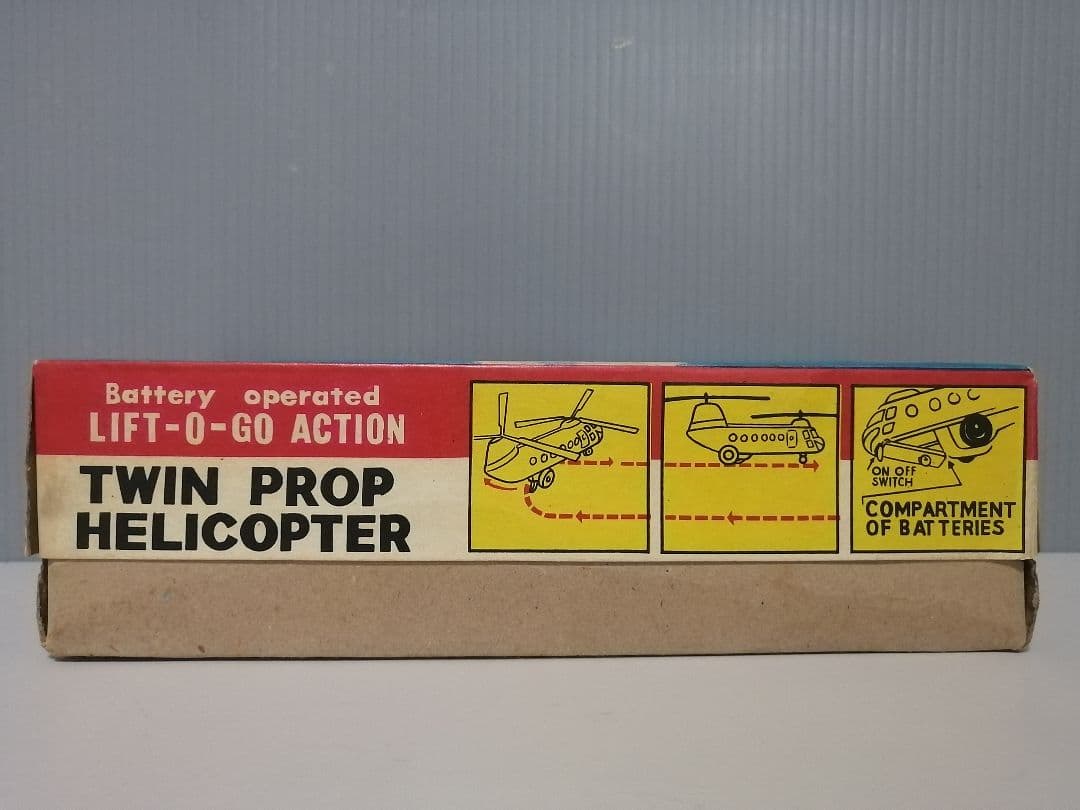 Battery operated
LIFT-O-GO ACTION
TWIN PROP
HELICOPTER
ON OFF
SWITCH
COMPARTMENT
OF BATTERIES